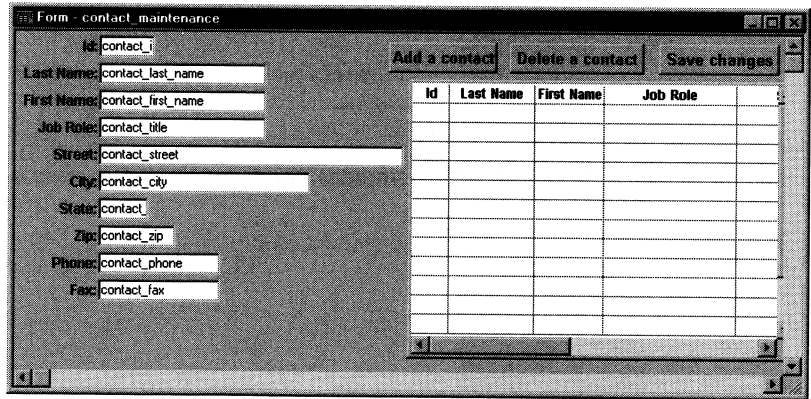 Form - contact_maintenance
Id: contact_i
Last Name: contact_last_name
First Name: contact_first_name
Job Role: contact_title
Street: contact_street
City: contact_city
State: contact_
Zip: contact_zip
Phone: contact_phone
Fax: contact_fax
Add a contact Delete a contact Save changes
Id Last Name First Name Job Role